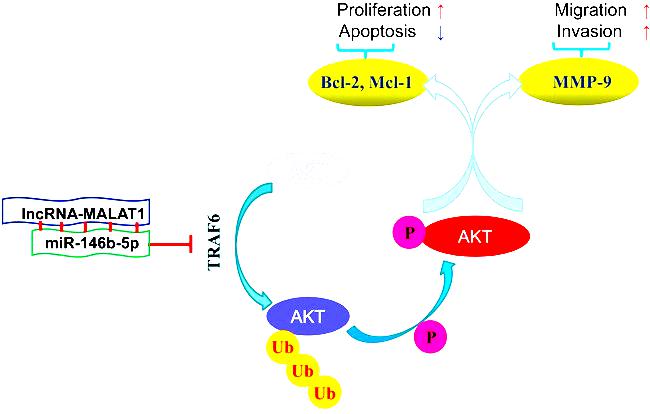 Proliferation ↑
Apoptosis ↓
Migration ↑
Invasion ↑
Bcl-2, Mcl-1
MMP-9
lncRNA-MALAT1
miR-146b-5p
TRAF6
P
AKT
AKT
P
Ub
Ub
Ub